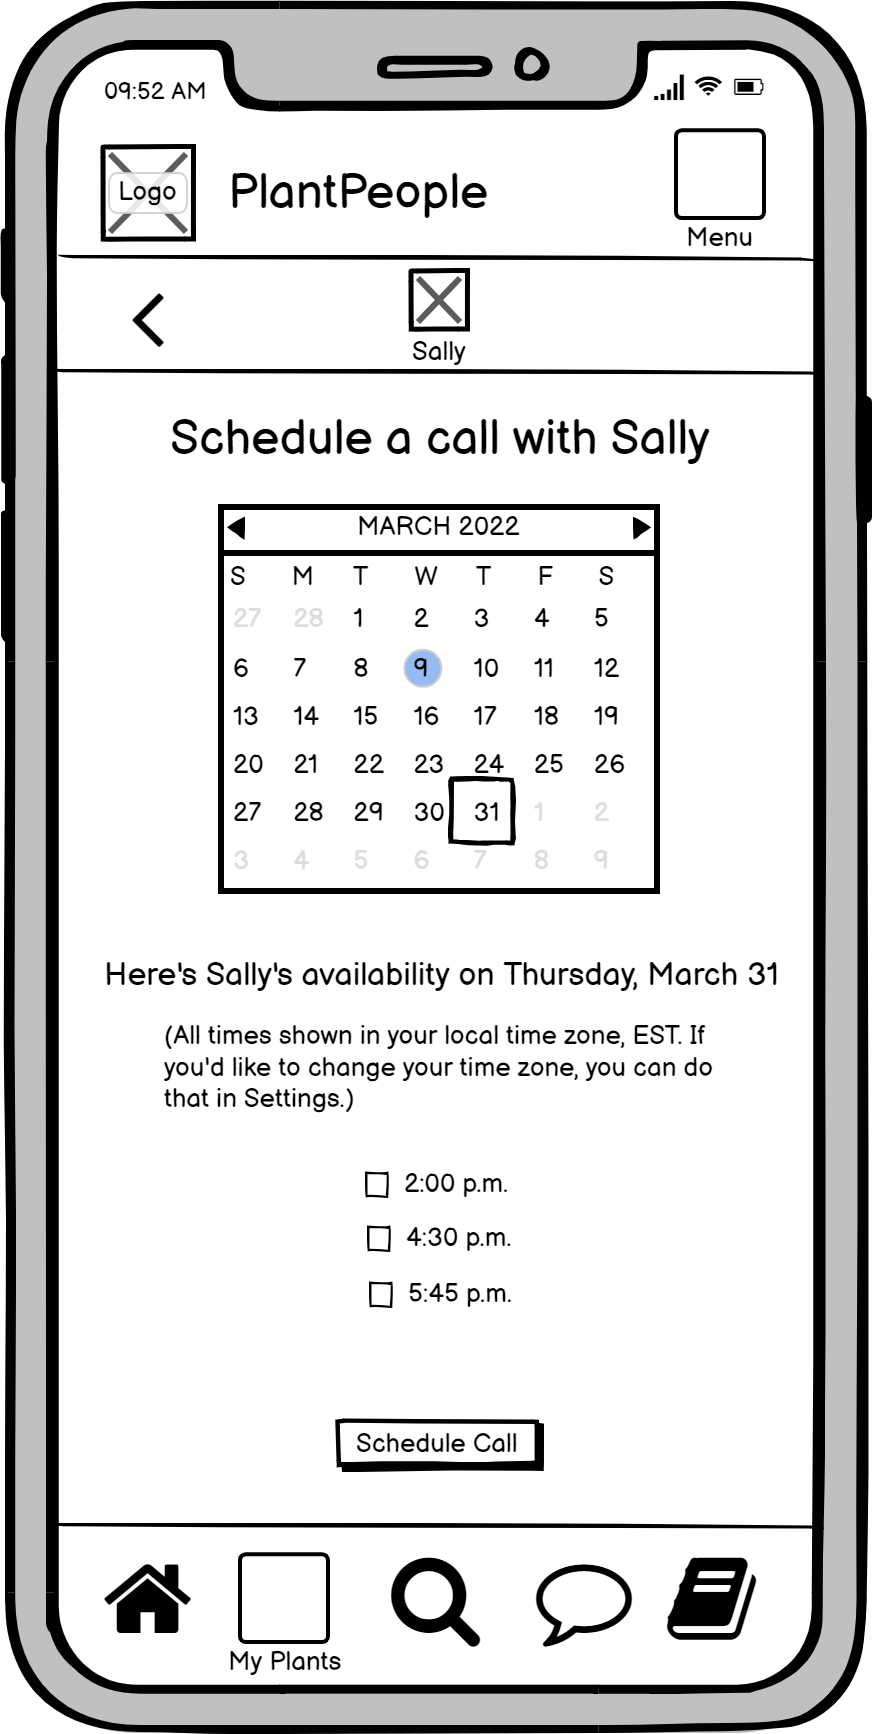 09:52 AM
Logo
PlantPeople
Menu
Sally
Schedule a call with Sally
MARCH 2022
S M T W T F S
27 28 1 2 3 4 5
6 7 8 9 10 11 12
13 14 15 16 17 18 19
20 21 22 23 24 25 26
27 28 29 30 31 1 2
3 4 5 6 7 8 9
Here's Sally's availability on Thursday, March 31
(All times shown in your local time zone, EST. If
you'd like to change your time zone, you can do
that in Settings.)
2:00 p.m.
4:30 p.m.
5:45 p.m.
Schedule Call
My Plants